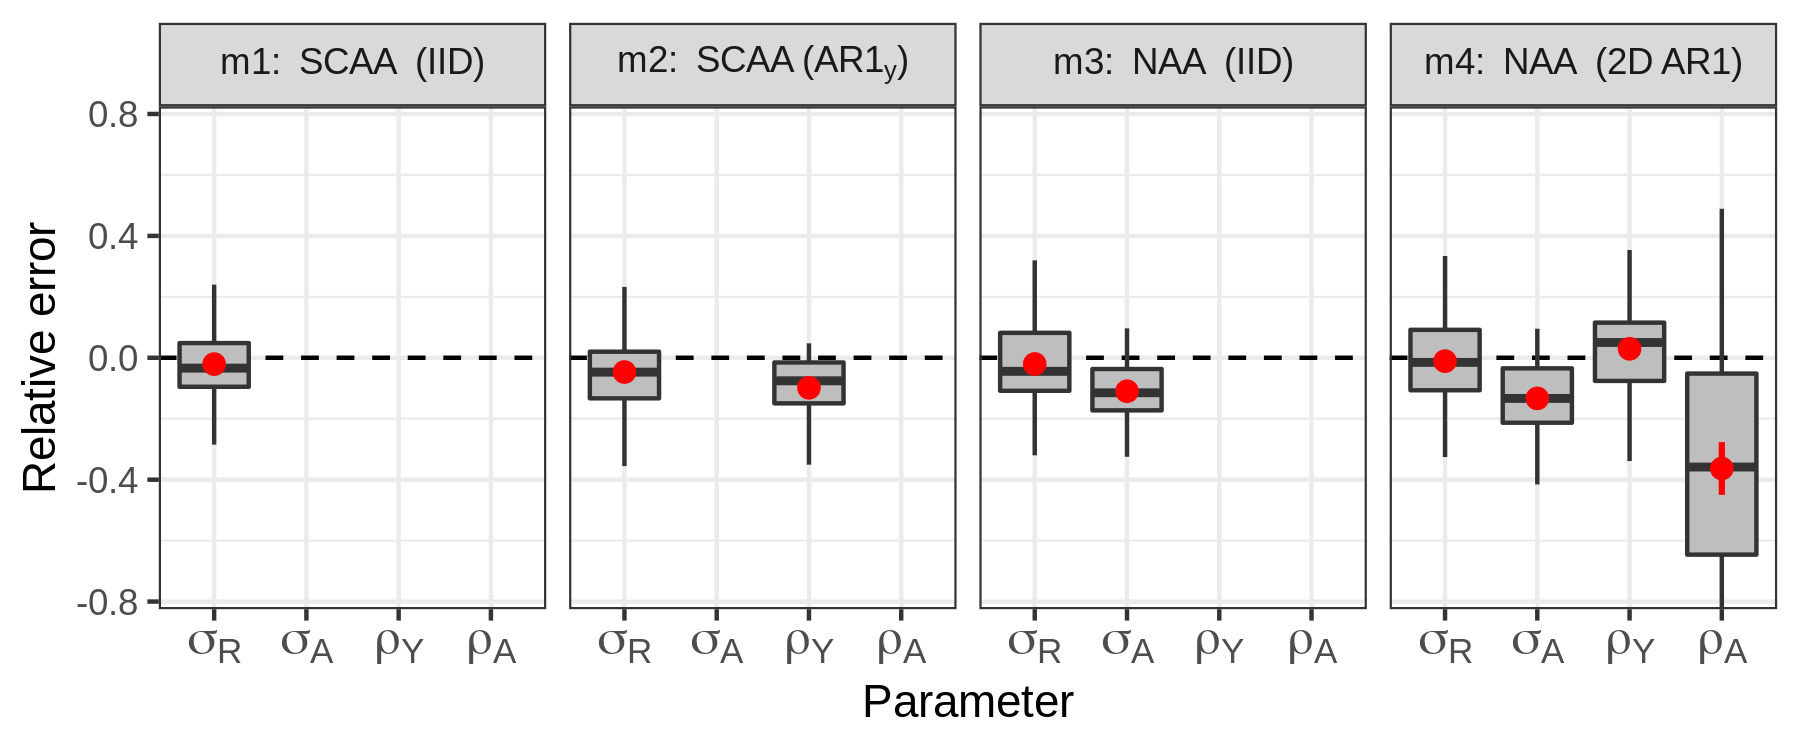 m1: SCAA (IID)
m2: SCAA (AR1y)
m3: NAA (IID)
m4: NAA (2D AR1)
0.8
0.4
0.0
-0.4
-0.8
Relative error
σR σA ρY ρA
σR σA ρY ρA
σR σA ρY ρA
σR σA ρY ρA
Parameter